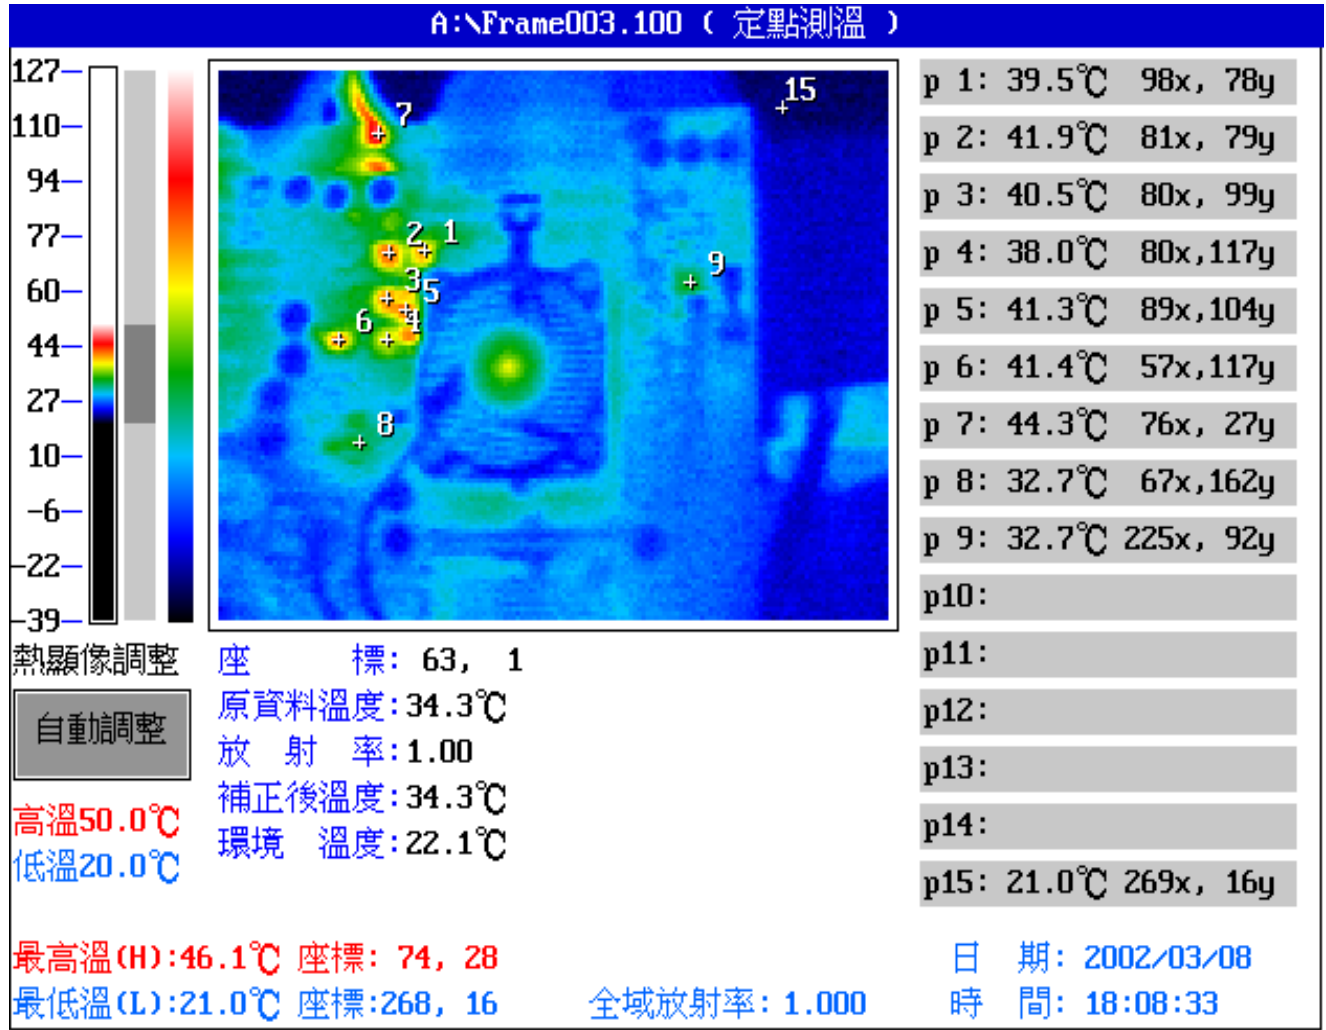 A:\Frame003.100 ( 定點測溫 )
127
110
94
77
60
44
27
10
-6
-22
-39
熱顯像調整
自動調整
高溫50.0℃
低溫20.0℃
15
7
2 1
3
5
6 4
9
8
座 標: 63, 1
原資料溫度:34.3℃
放 射 率:1.00
補正後溫度:34.3℃
環境 溫度:22.1℃
p 1: 39.5℃ 98x, 78y
p 2: 41.9℃ 81x, 79y
p 3: 40.5℃ 80x, 99y
p 4: 38.0℃ 80x,117y
p 5: 41.3℃ 89x,104y
p 6: 41.4℃ 57x,117y
p 7: 44.3℃ 76x, 27y
p 8: 32.7℃ 67x,162y
p 9: 32.7℃ 225x, 92y
p10:
p11:
p12:
p13:
p14:
p15: 21.0℃ 269x, 16y
最高溫(H):46.1℃ 座標: 74, 28
最低溫(L):21.0℃ 座標:268, 16
全域放射率: 1.000
日 期: 2002/03/08
時 間: 18:08:33